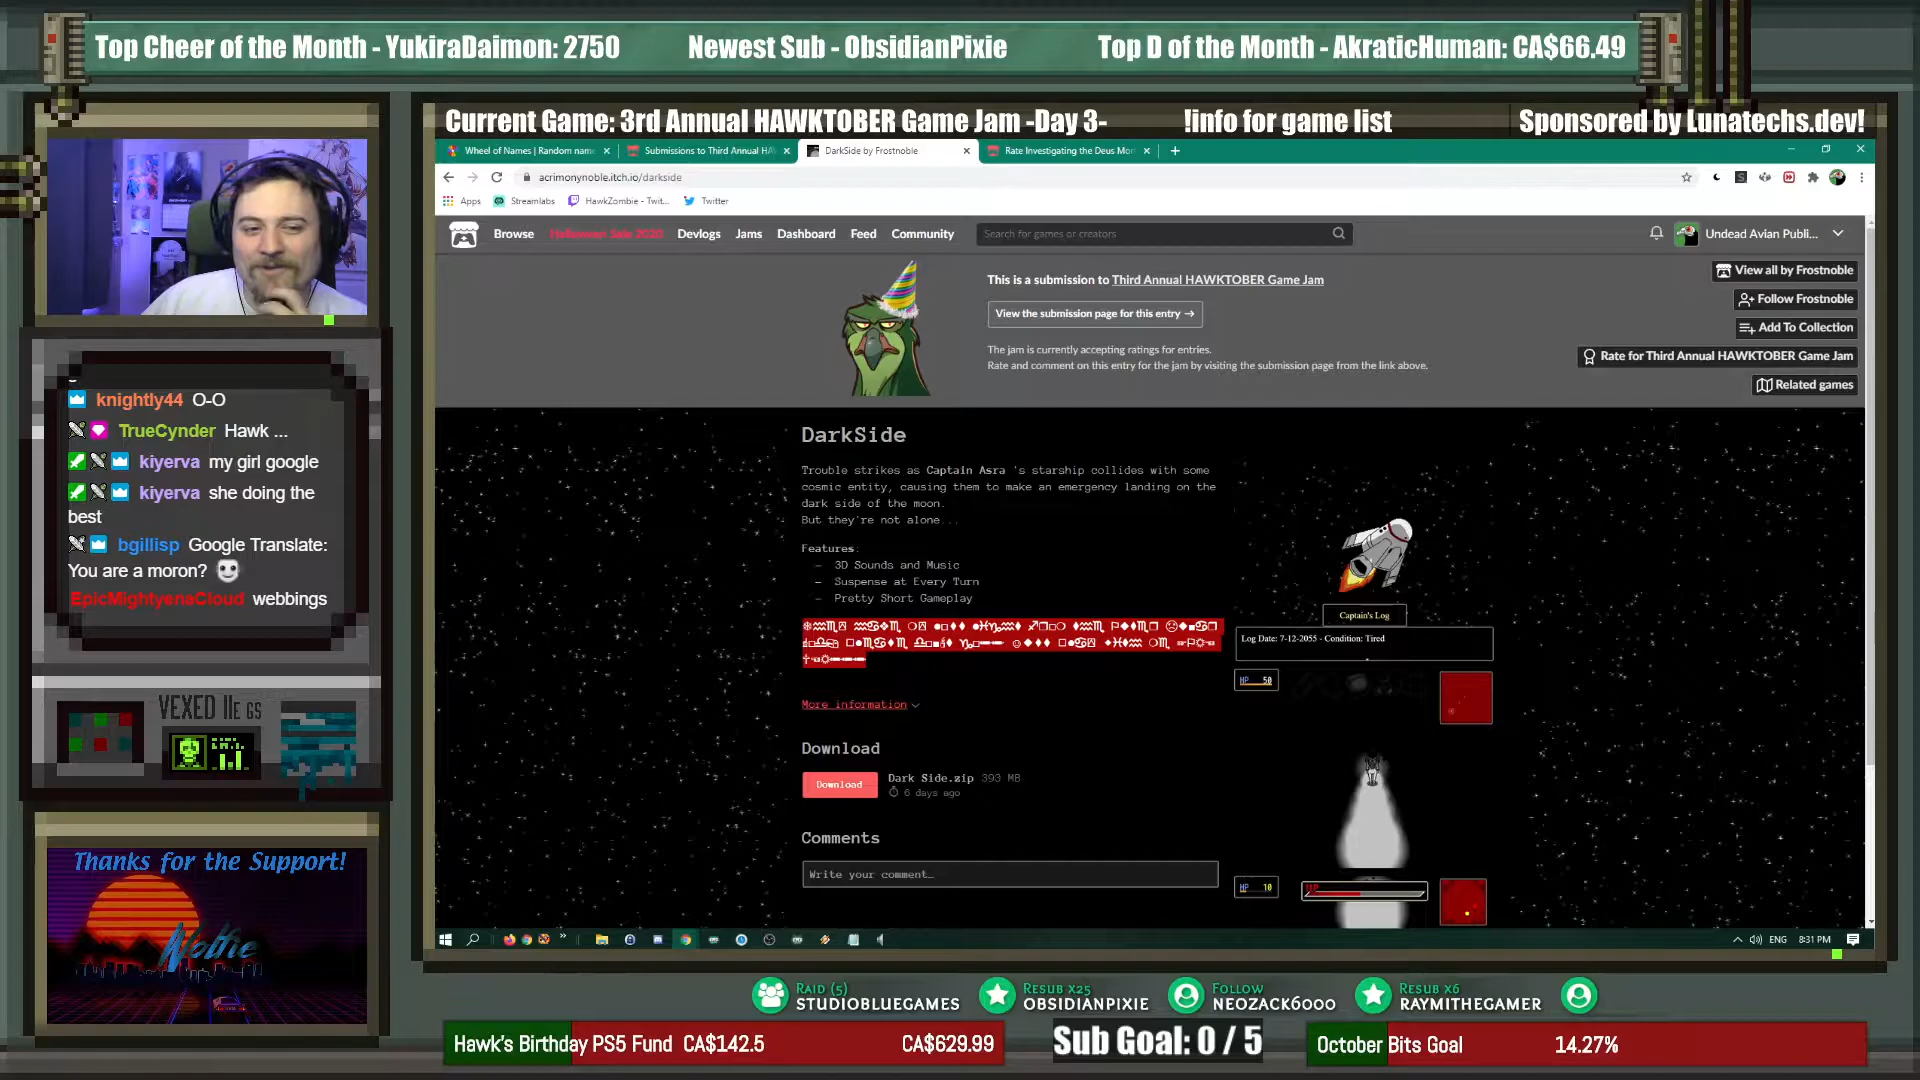 Top Cheer of the Month - YukiraDaimon: 2750
Newest Sub - ObsidianPixie
Top D of the Month - AkraticHuman: CA$66.49
Current Game: 3rd Annual HAWKTOBER Game Jam -Day 3-
!info for game list
Sponsored by Lunatechs.dev!
Wheel of Names | Random nam
Submissions to Third Annual HA
DarkSide by Frostnoble
Rate Investigating the Deus Mor
acrimonynoble.itch.io/darkside
Apps
Streamlabs
HawkZombie - Twit...
Twitter
Browse
Halloween Sale 2020
Devlogs
Jams
Dashboard
Feed
Community
Search for games or creators
Undead Avian Publi...
This is a submission to Third Annual HAWKTOBER Game Jam
View the submission page for this entry →
The jam is currently accepting ratings for entries.
Rate and comment on this entry for the jam by visiting the submission page from the link above.
View all by Frostnoble
Follow Frostnoble
Add To Collection
Rate for Third Annual HAWKTOBER Game Jam
Related games
DarkSide
Trouble strikes as Captain Asra 's starship collides with some
cosmic entity, causing them to make an emergency landing on the
dark side of the moon.
But they're not alone...
Features:
– 3D Sounds and Music
– Suspense at Every Turn
– Pretty Short Gameplay
More information
Download
Download
Dark Side.zip 393 MB
6 days ago
Comments
Write your comment...
Captain's Log
Log Date: 7-12-2055 - Condition: Tired
HP 50
HP 10
HP
ENG
8:31 PM
knightly44 O-O
TrueCynder Hawk ...
kiyerva my girl google
kiyerva she doing the
best
bgillisp Google Translate:
You are a moron?
EpicMightyenaCloud webbings
VEXED IIE GS
Thanks for the Support!
Nottie
RAID (5)
STUDIOBLUEGAMES
RESUB X25
OBSIDIANPIXIE
FOLLOW
NEOZACK6000
RESUB X6
RAYMITHEGAMER
Hawk's Birthday PS5 Fund CA$142.5
CA$629.99
Sub Goal: 0 / 5
October Bits Goal
14.27%